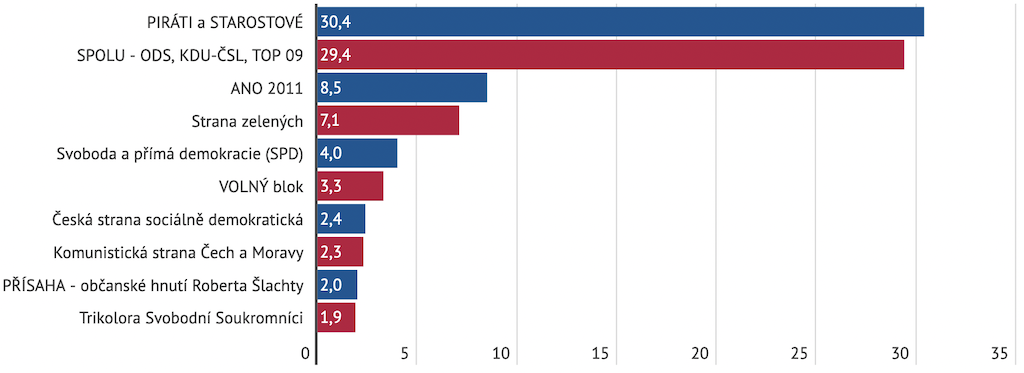 PIRÁTI a STAROSTOVÉ 30,4
SPOLU - ODS, KDU-ČSL, TOP 09 29,4
ANO 2011 8,5
Strana zelených 7,1
Svoboda a přímá demokracie (SPD) 4,0
VOLNÝ blok 3,3
Česká strana sociálně demokratická 2,4
Komunistická strana Čech a Moravy 2,3
PŘÍSAHA - občanské hnutí Roberta Šlachty 2,0
Trikolora Svobodní Soukromníci 1,9
0 5 10 15 20 25 30 35